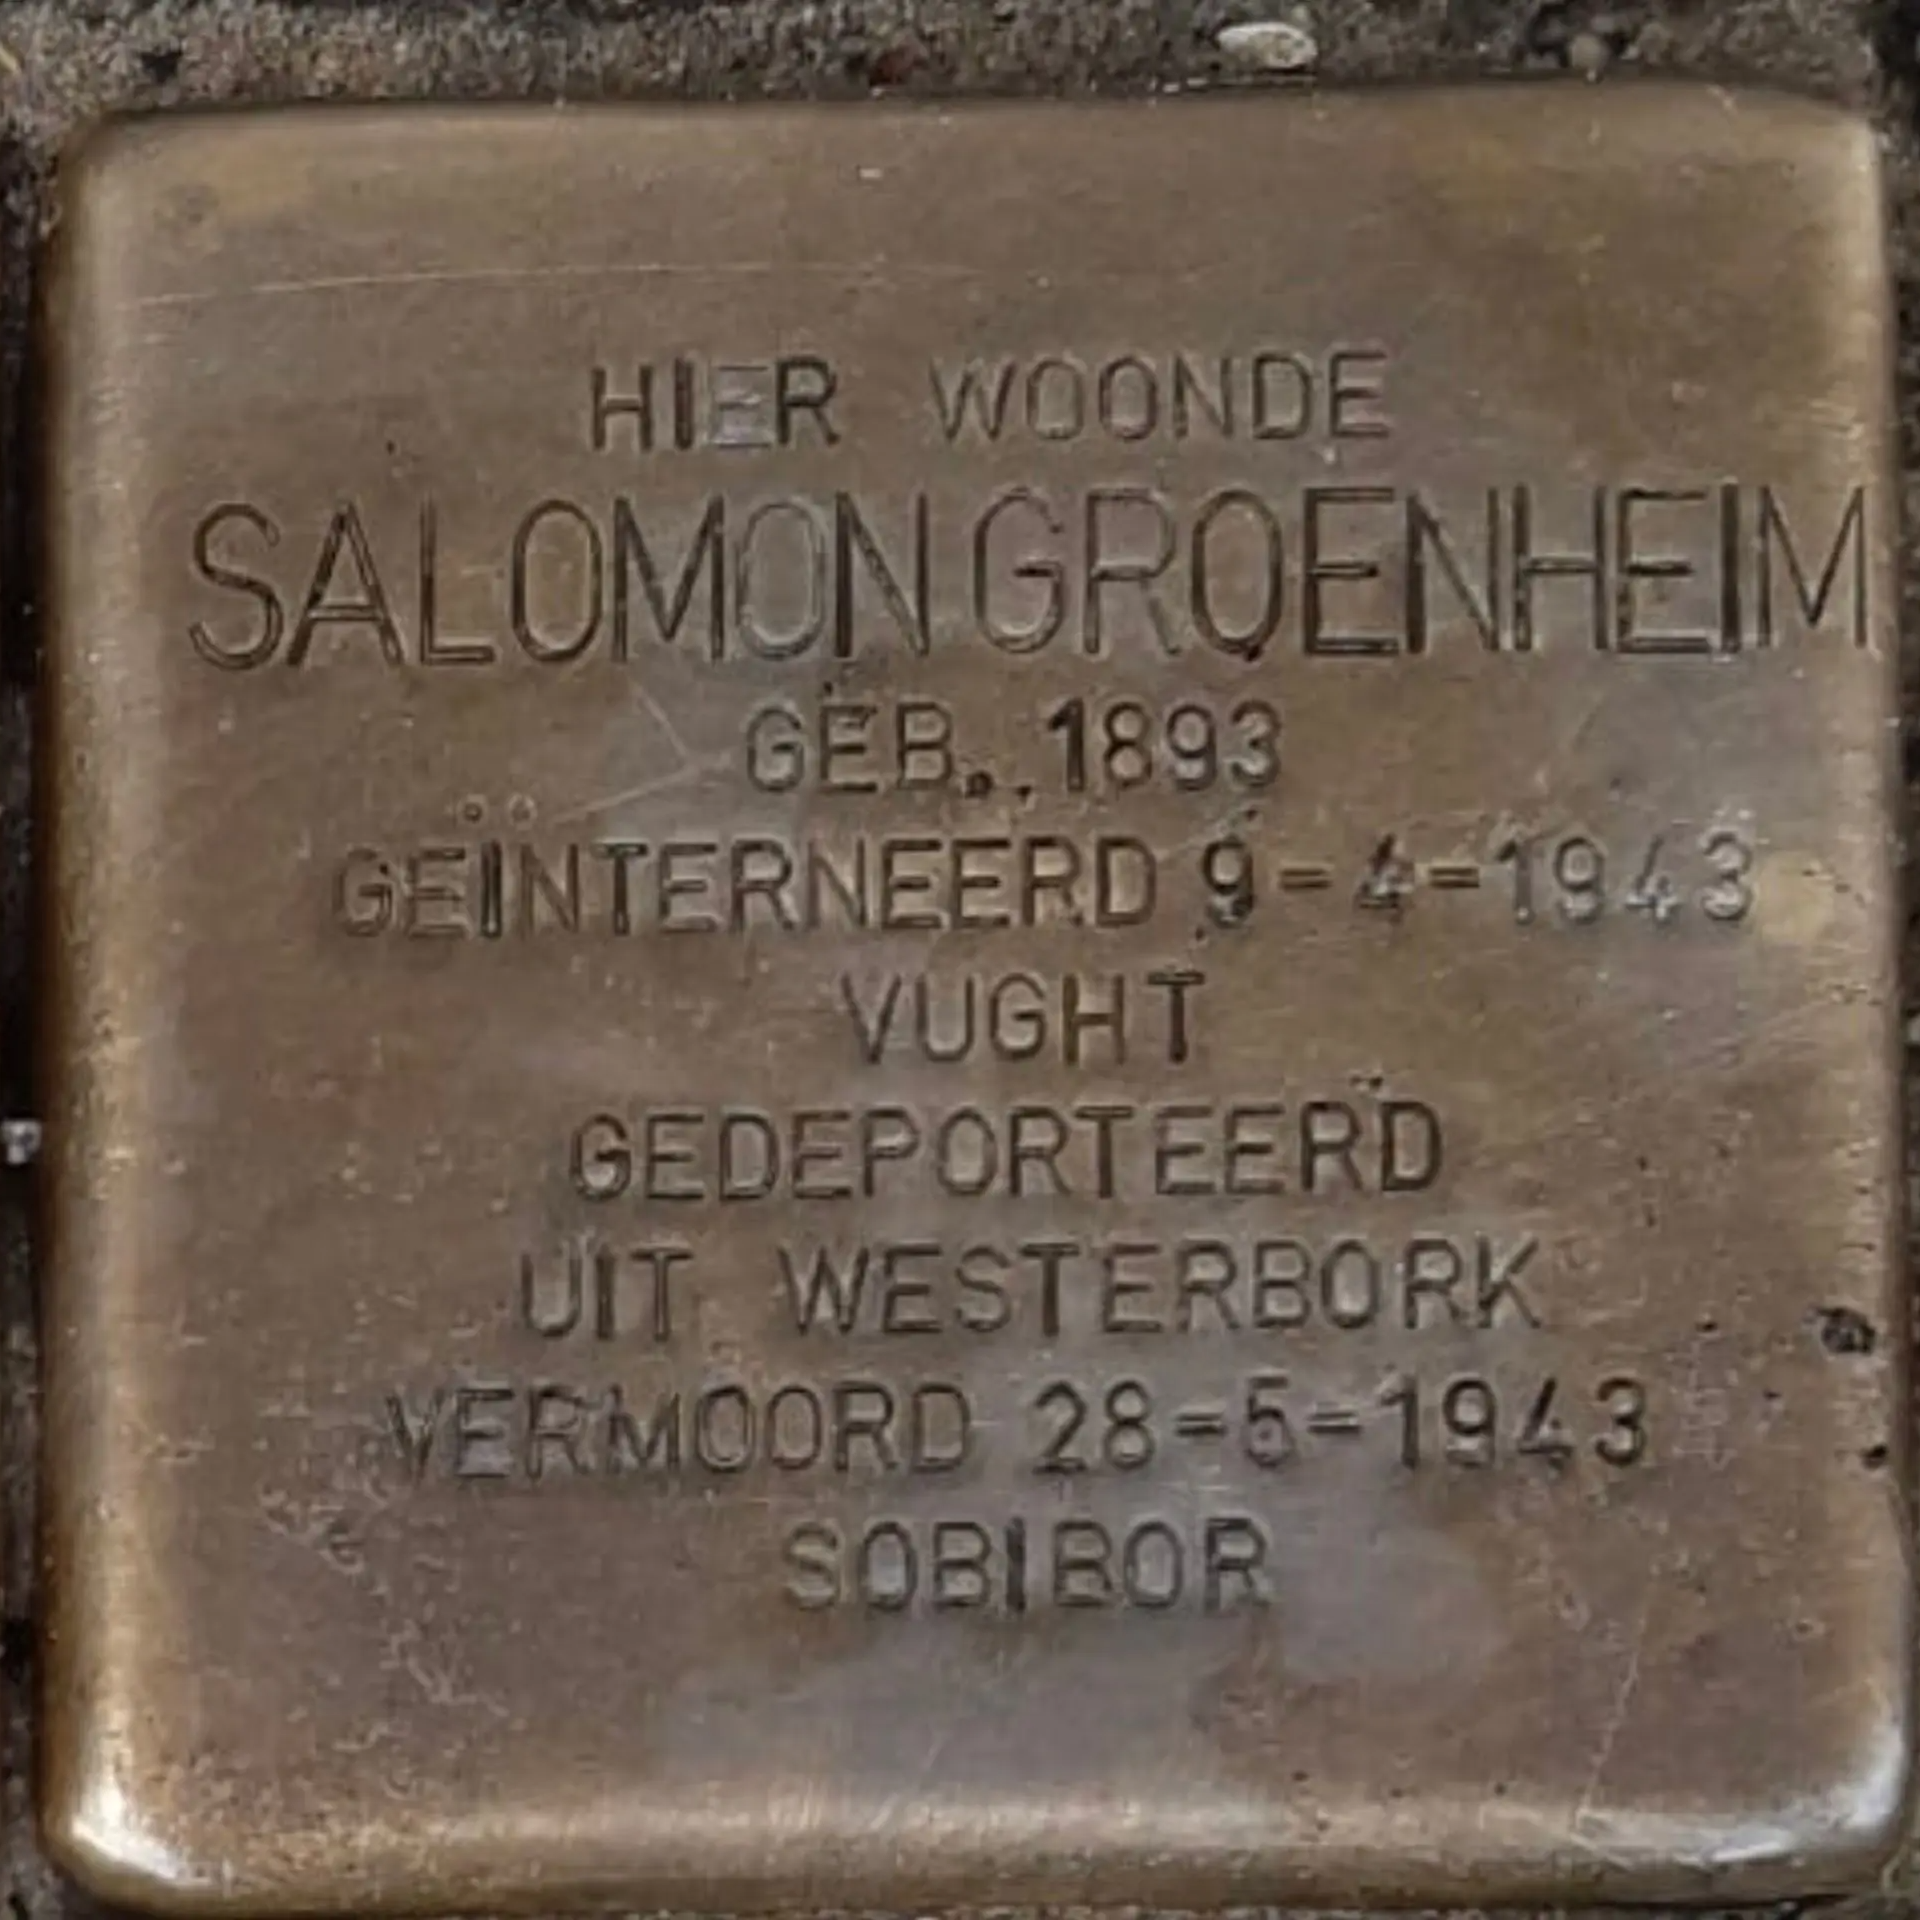 HIER WOONDE
SALOMON GROENHEIM
GEB. 1893
GEÏNTERNEERD 9-4-1943
VUGHT
GEDEPORTEERD
UIT WESTERBORK
VERMOORD 28-5-1943
SOBIBOR